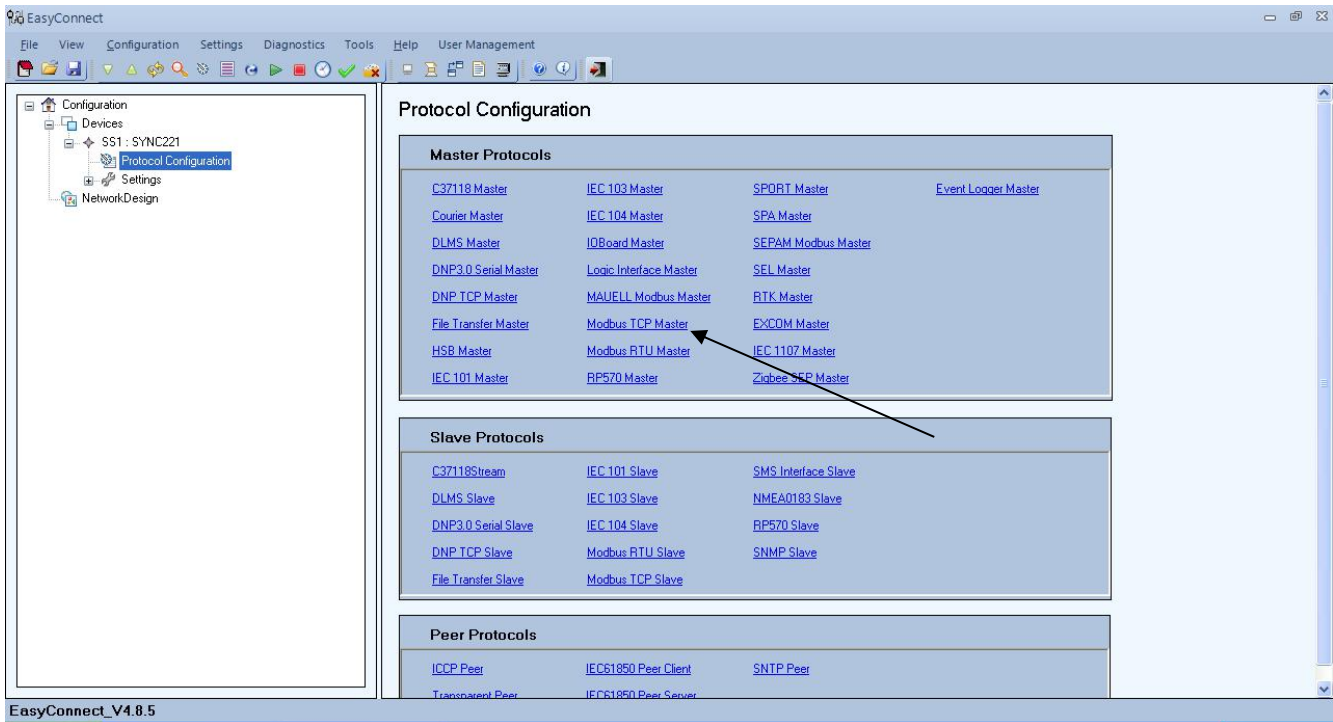 EasyConnect
File View Configuration Settings Diagnostics Tools Help User Management
Configuration
Devices
SS1 : SYNC221
Protocol Configuration
Settings
NetworkDesign
Protocol Configuration
Master Protocols
C37118 Master IEC 103 Master SPORT Master Event Logger Master
Courier Master IEC 104 Master SPA Master
DLMS Master IOBoard Master SEPAM Modbus Master
DNP3.0 Serial Master Logic Interface Master SEL Master
DNP TCP Master MAUELL Modbus Master RTK Master
File Transfer Master Modbus TCP Master EXCOM Master
HSB Master Modbus RTU Master IEC 1107 Master
IEC 101 Master RP570 Master Zigbee SEP Master
Slave Protocols
C37118Stream IEC 101 Slave SMS Interface Slave
DLMS Slave IEC 103 Slave NMEA0183 Slave
DNP3.0 Serial Slave IEC 104 Slave RP570 Slave
DNP TCP Slave Modbus RTU Slave SNMP Slave
File Transfer Slave Modbus TCP Slave
Peer Protocols
ICCP Peer IEC61850 Peer Client SNTP Peer
Transparent Peer IEC61850 Peer Server
EasyConnect_V4.8.5